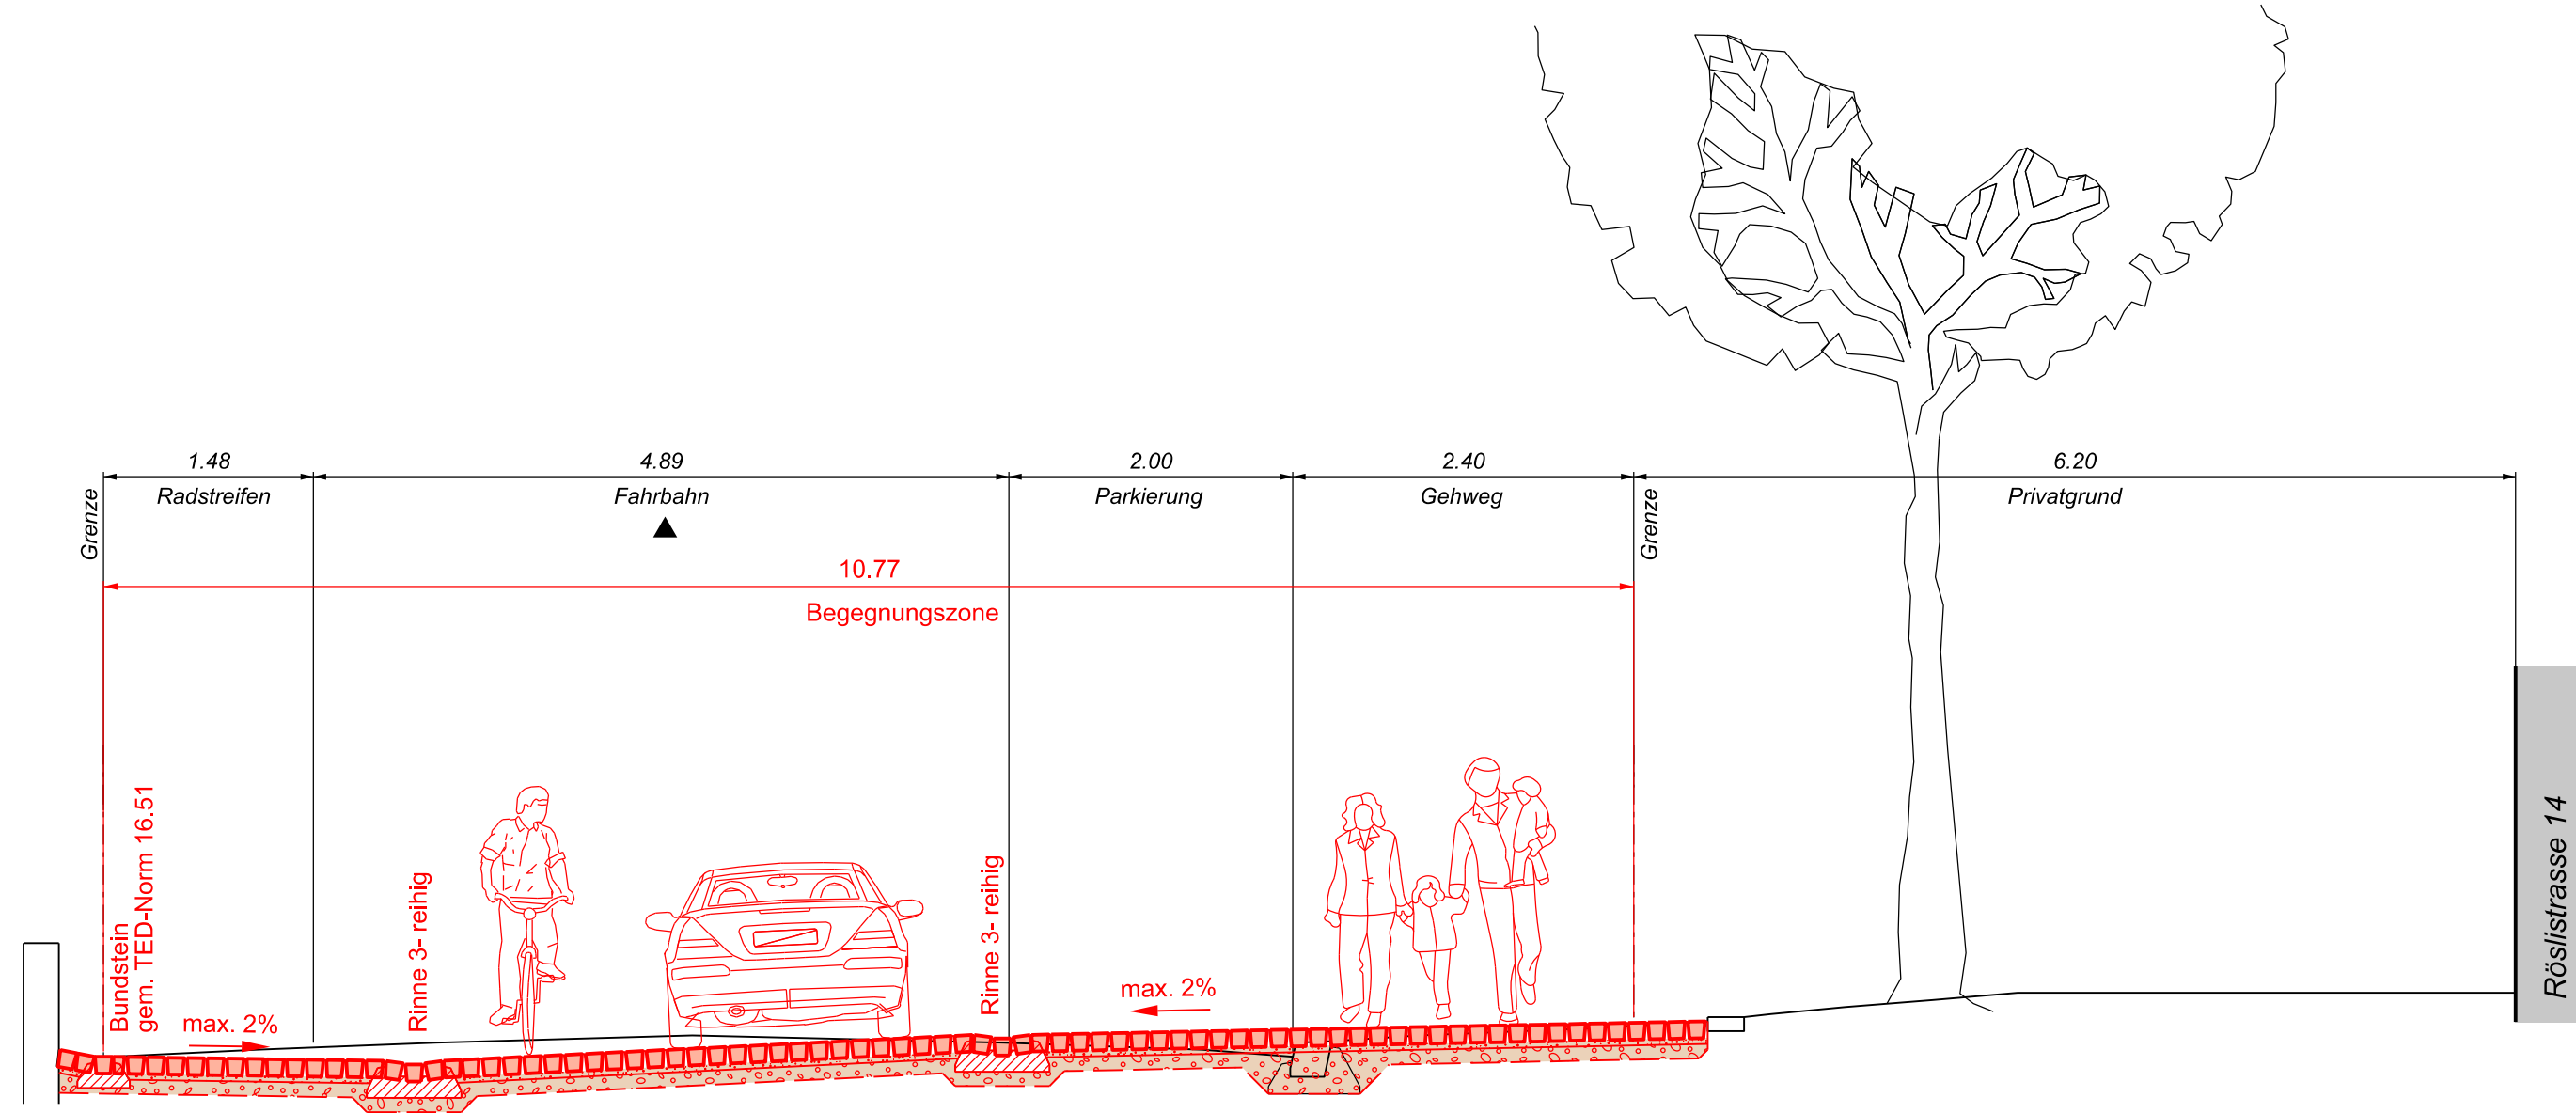 1.48
4.89
2.00
2.40
6.20
Grenze
Radstreifen
Fahrbahn
Parkierung
Gehweg
Grenze
Privatgrund
10.77
Begegnungszone
Bundstein
gem. TED-Norm 16.51
max. 2%
Rinne 3- reihig
Rinne 3- reihig
max. 2%
Röslistrasse 14